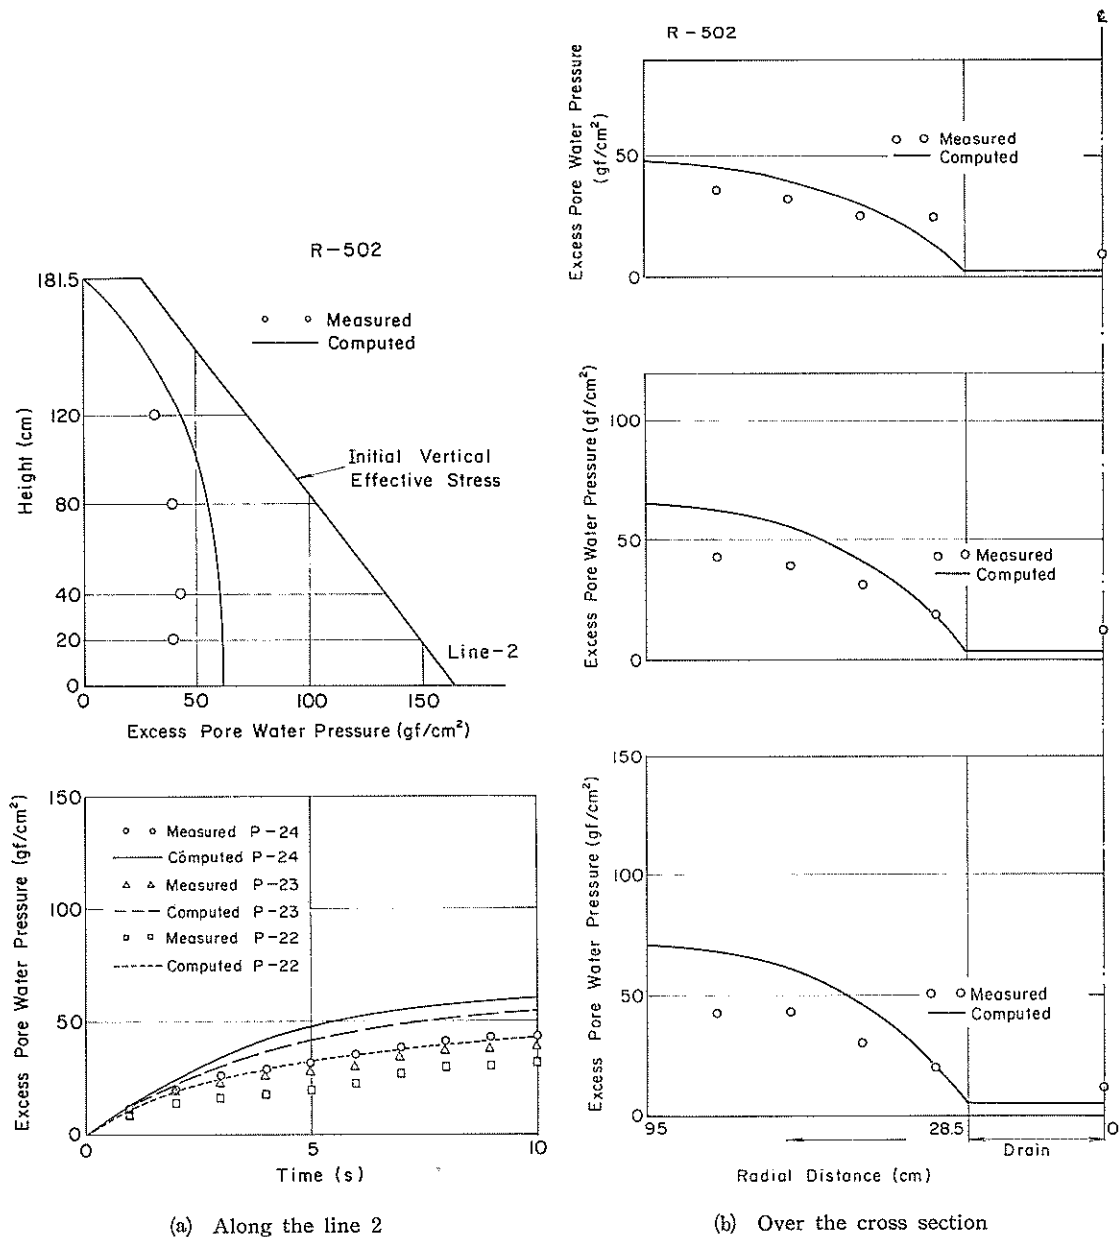 R-502
181.5
Measured
Computed
120
80
40
20
0
Height (cm)
Initial Vertical
Effective Stress
Line-2
0 50 100 150
Excess Pore Water Pressure (gf/cm²)
150
100
50
0
Excess Pore Water Pressure (gf/cm²)
Measured P-24
Computed P-24
Measured P-23
Computed P-23
Measured P-22
Computed P-22
0 5 10
Time (s)
(a) Along the line 2
R-502
℄
Excess Pore Water Pressure
(gf/cm²)
50
0
Measured
Computed
Excess Pore Water Pressure (gf/cm²)
100
50
0
Measured
Computed
Excess Pore Water Pressure (gf/cm²)
150
100
50
0
Measured
Computed
95 28.5 0
Drain
Radial Distance (cm)
(b) Over the cross section